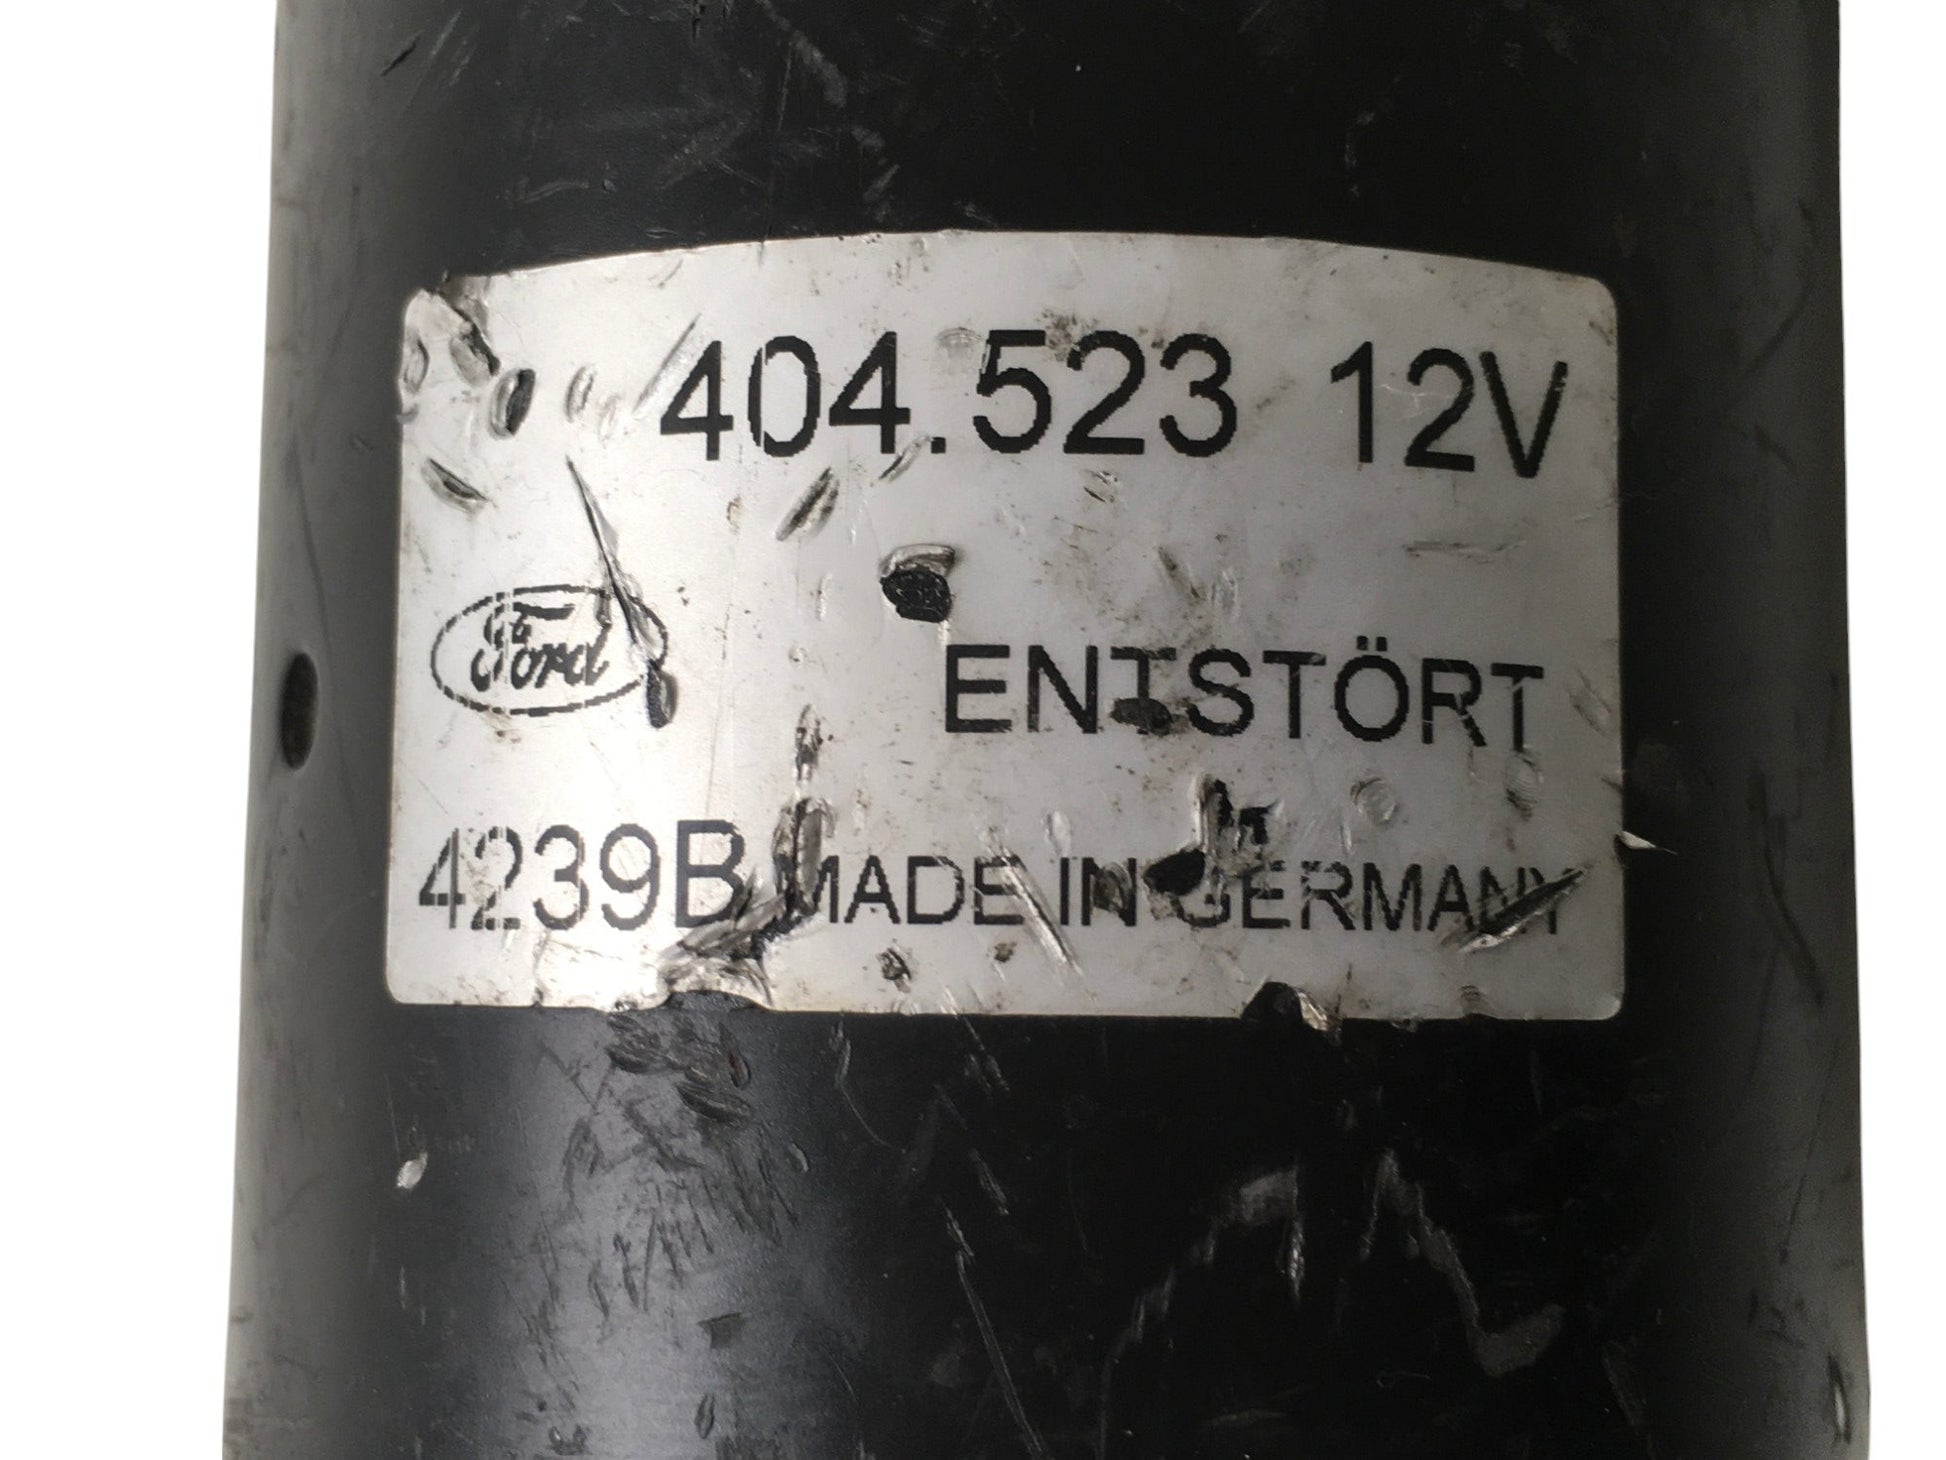 404.523 12V
Ford
ENTSTÖRT
4239B MADE IN GERMANY